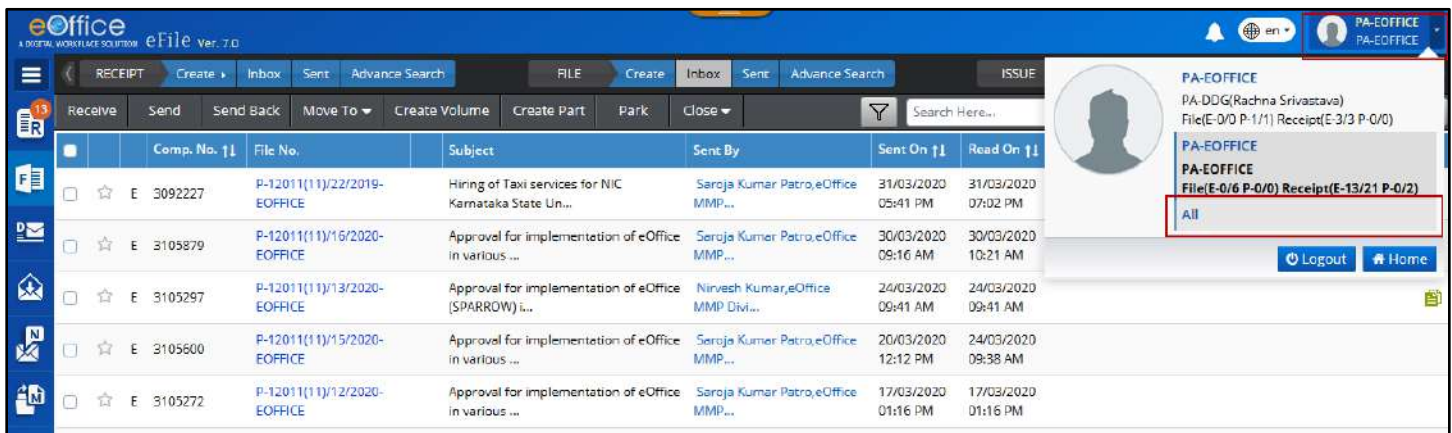 eOffice
A DIGITAL WORKPLACE SOLUTION eFile Ver. 7.0
en
PA-EOFFICE
PA-EOFFICE
RECEIPT Create Inbox Sent Advance Search FILE Create Inbox Sent Advance Search ISSUE
13
R
Receive Send Send Back Move To Create Volume Create Part Park Close Search Here...
PA-EOFFICE
PA-DDG(Rachna Srivastava)
File(E-0/0 P-1/1) Receipt(E-3/3 P-0/0)
PA-EOFFICE
PA-EOFFICE
File(E-0/6 P-0/0) Receipt(E-13/21 P-0/2)
All
Logout Home
Comp. No. File No. Subject Sent By Sent On Read On
F
E 3092227 P-12011(11)/22/2019- Hiring of Taxi services for NIC Saroja Kumar Patro,eOffice 31/03/2020 31/03/2020
EOFFICE Karnataka State Un... MMP... 05:41 PM 07:02 PM
D
E 3105879 P-12011(11)/16/2020- Approval for implementation of eOffice Saroja Kumar Patro,eOffice 30/03/2020 30/03/2020
EOFFICE in various ... MMP... 09:16 AM 10:21 AM
E 3105297 P-12011(11)/13/2020- Approval for implementation of eOffice Nirvesh Kumar,eOffice 24/03/2020 24/03/2020
EOFFICE (SPARROW) i... MMP Divi... 09:41 AM 09:41 AM
N
E 3105600 P-12011(11)/15/2020- Approval for implementation of eOffice Saroja Kumar Patro,eOffice 20/03/2020 24/03/2020
EOFFICE in various ... MMP... 12:12 PM 09:38 AM
M
E 3105272 P-12011(11)/12/2020- Approval for implementation of eOffice Saroja Kumar Patro,eOffice 17/03/2020 17/03/2020
EOFFICE in various ... MMP... 01:16 PM 01:16 PM